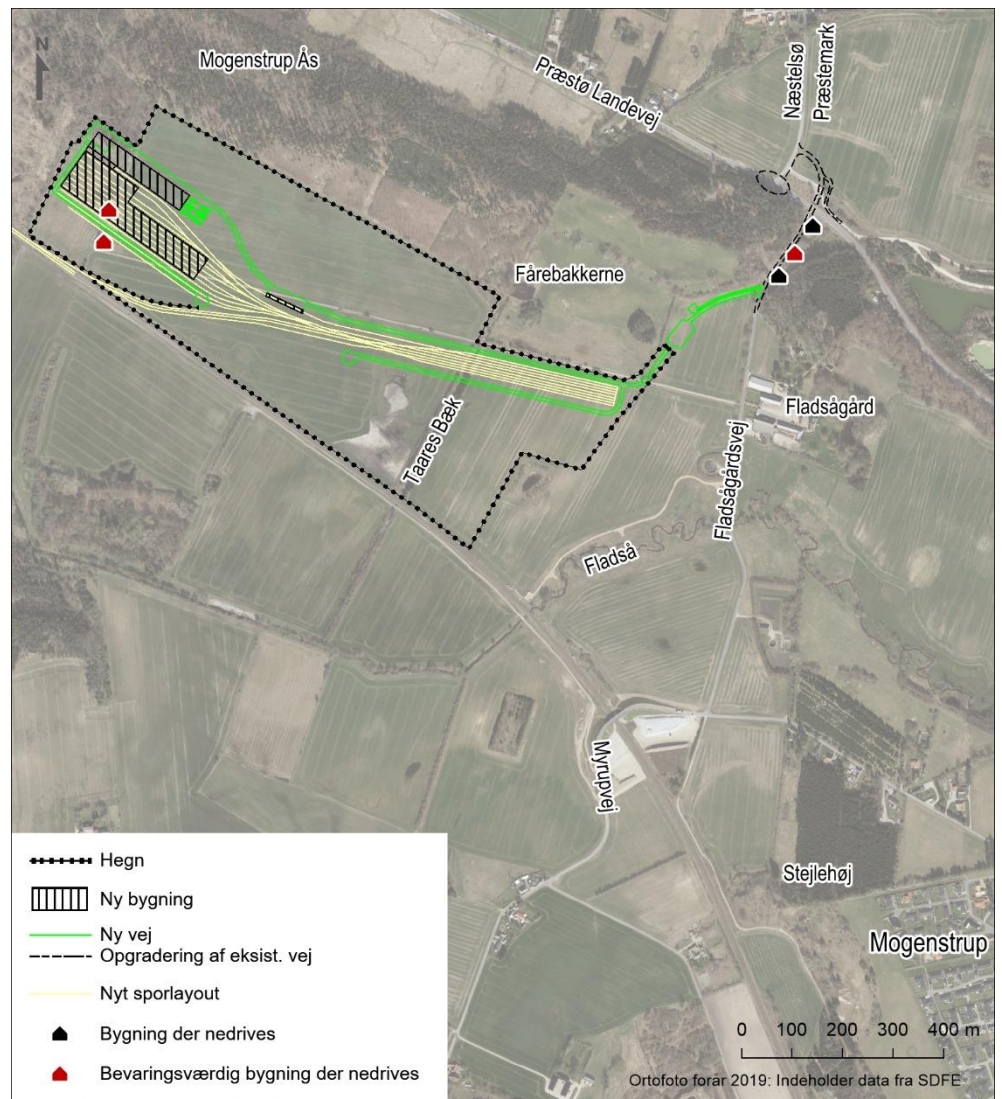 N
Mogenstrup Ås
Præstø Landevej
Næstelsø
Præstemark
Fårebakkerne
Fladsågård
Taares Bæk
Fladsågårdsvej
Fladså
Myrupvej
Stejlehøj
Mogenstrup
Hegn
Ny bygning
Ny vej
Opgradering af eksist. vej
Nyt sporlayout
Bygning der nedrives
Bevaringsværdig bygning der nedrives
0 100 200 300 400 m
Ortofoto forår 2019: Indeholder data fra SDFE